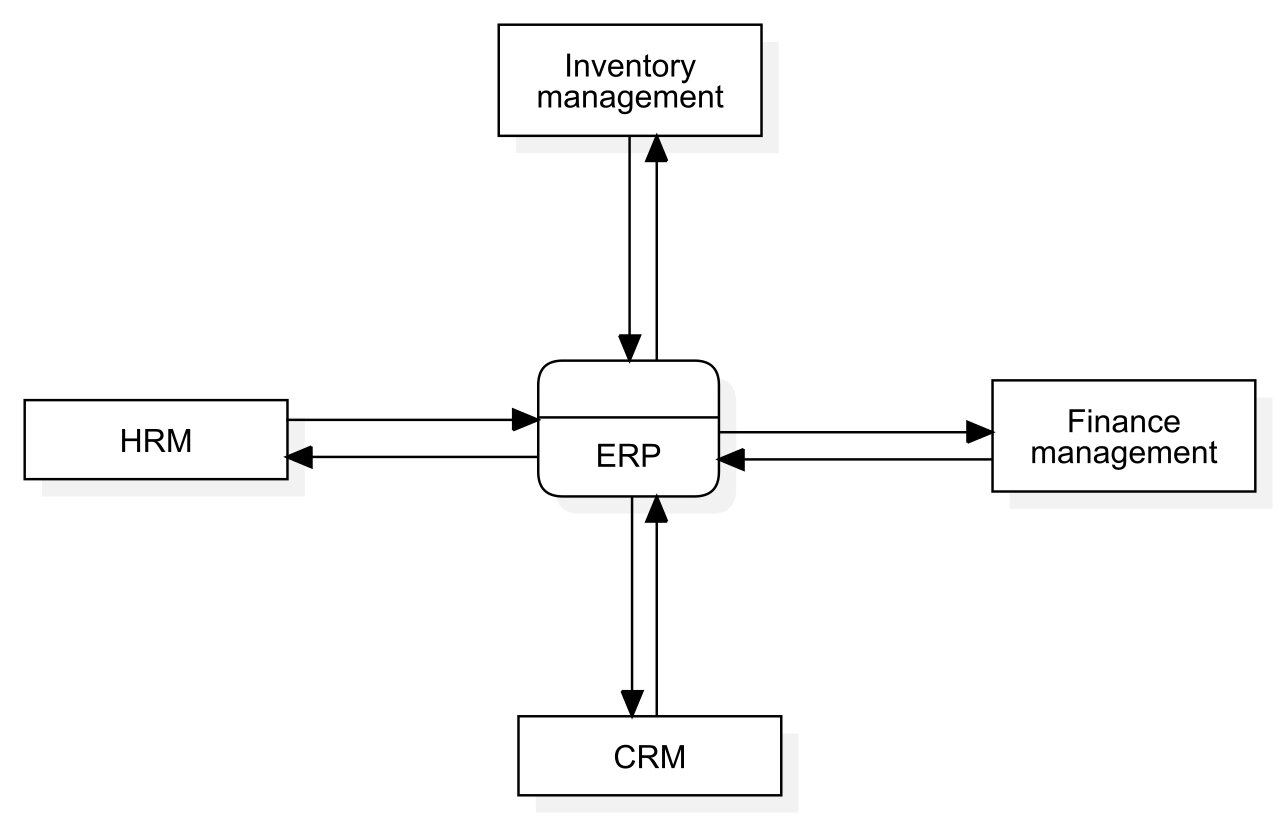 Inventory
management
HRM
ERP
Finance
management
CRM